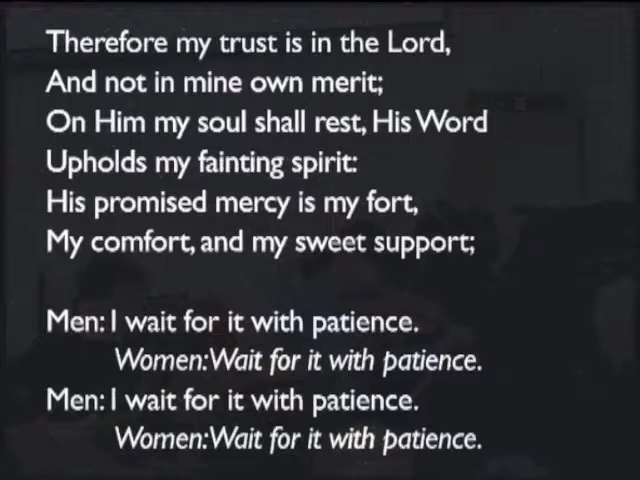 Therefore my trust is in the Lord,
And not in mine own merit;
On Him my soul shall rest, His Word
Upholds my fainting spirit:
His promised mercy is my fort,
My comfort, and my sweet support;
Men: I wait for it with patience.
Women: Wait for it with patience.
Men: I wait for it with patience.
Women: Wait for it with patience.